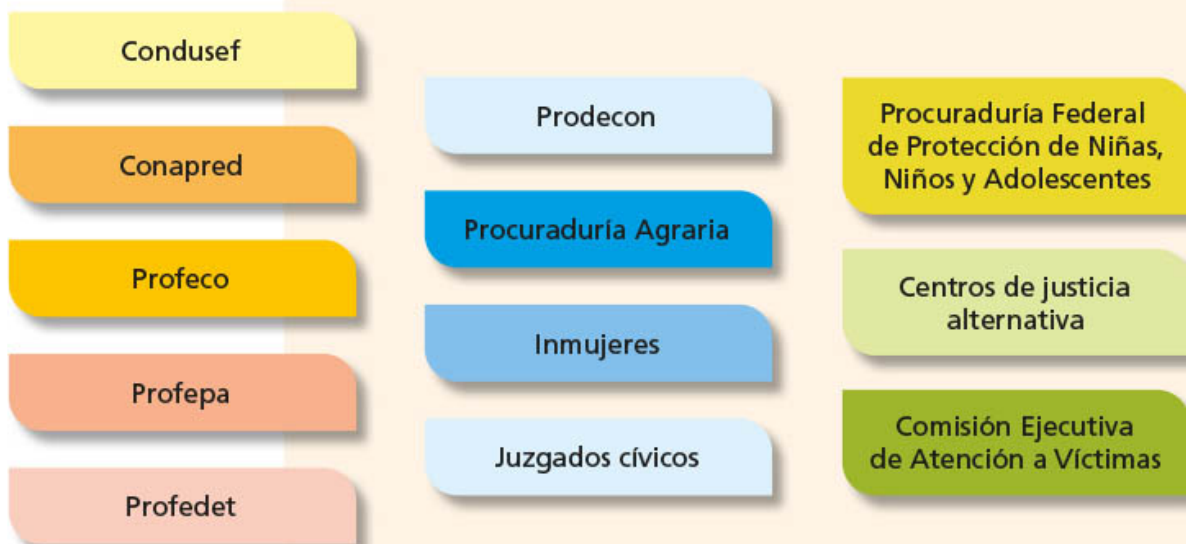 Condusef
Conapred
Profeco
Profepa
Profedet
Prodecon
Procuraduría Agraria
Inmujeres
Juzgados cívicos
Procuraduría Federal
de Protección de Niñas,
Niños y Adolescentes
Centros de justicia
alternativa
Comisión Ejecutiva
de Atención a Víctimas